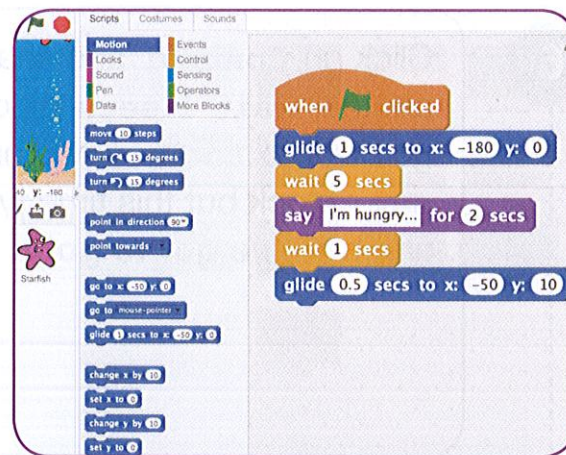 Scripts Costumes Sounds
Motion Events
Looks Control
Sound Sensing
Pen Operators
Data More Blocks
move 10 steps
turn 15 degrees
turn 15 degrees
point in direction 90
point towards
go to x: -50 y: 0
go to mouse-pointer
glide 1 secs to x: -50 y: 0
change x by 10
set x to 0
change y by 10
set y to 0
y: -180
Starfish
when clicked
glide 1 secs to x: -180 y: 0
wait 5 secs
say I'm hungry... for 2 secs
wait 1 secs
glide 0.5 secs to x: -50 y: 10